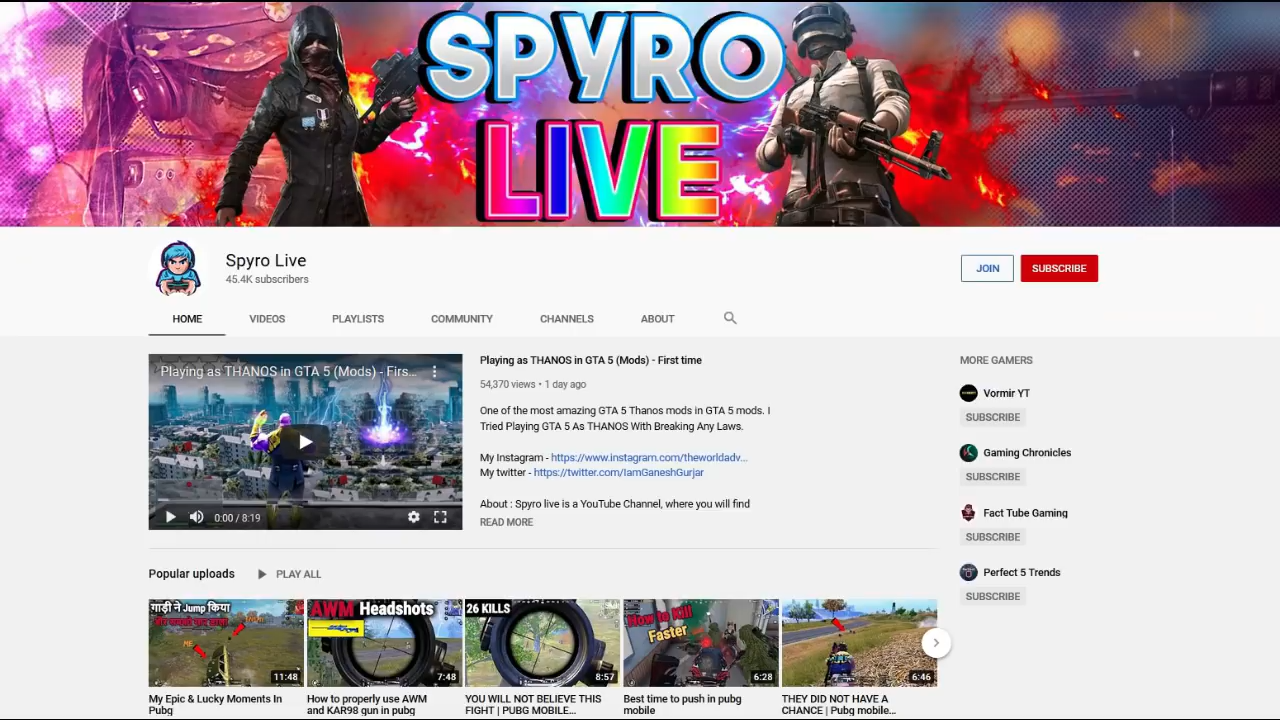 SPYRO
LIVE
Spyro Live
45.4K subscribers
JOIN
SUBSCRIBE
HOME
VIDEOS
PLAYLISTS
COMMUNITY
CHANNELS
ABOUT
Playing as THANOS in GTA 5 (Mods) - Firs...
0:00 / 8:19
Playing as THANOS in GTA 5 (Mods) - First time
54,370 views • 1 day ago
One of the most amazing GTA 5 Thanos mods in GTA 5 mods. I
Tried Playing GTA 5 As THANOS With Breaking Any Laws.
My Instagram - https://www.instagram.com/theworldadv...
My twitter - https://twitter.com/IamGaneshGurjar
About : Spyro live is a YouTube Channel, where you will find
READ MORE
MORE GAMERS
Vormir YT
SUBSCRIBE
Gaming Chronicles
SUBSCRIBE
Fact Tube Gaming
SUBSCRIBE
Perfect 5 Trends
SUBSCRIBE
Popular uploads
PLAY ALL
गाड़ी ने Jump किया
ME
11:48
My Epic & Lucky Moments In
Pubg
AWM Headshots
7:48
How to properly use AWM
and KAR98 gun in pubg
26 KILLS
8:57
YOU WILL NOT BELIEVE THIS
FIGHT | PUBG MOBILE...
How to Kill
Faster
6:28
Best time to push in pubg
mobile
6:46
THEY DID NOT HAVE A
CHANCE | Pubg mobile...